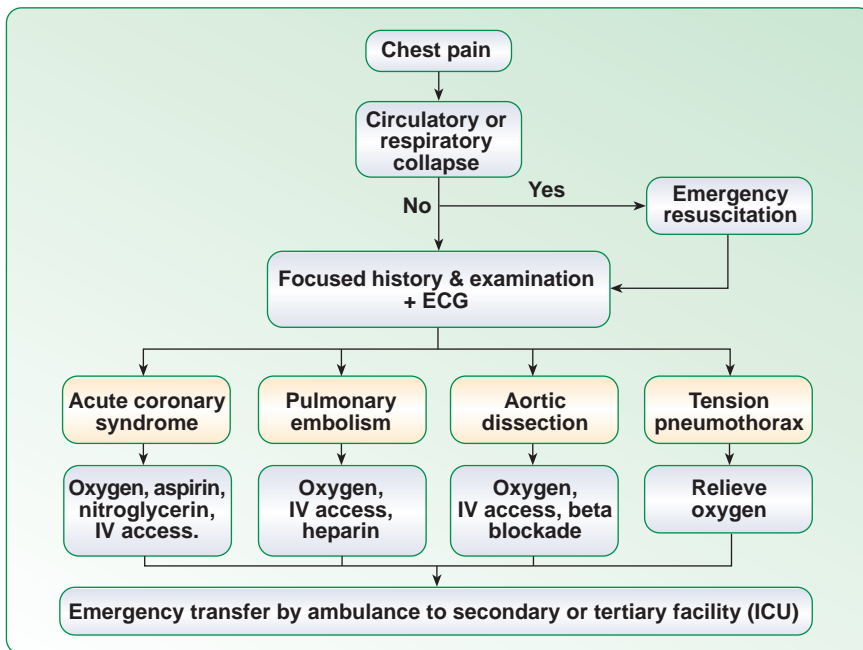 Chest pain
Circulatory or
respiratory
collapse
Yes
No
Emergency
resuscitation
Focused history & examination
+ ECG
Acute coronary
syndrome
Pulmonary
embolism
Aortic
dissection
Tension
pneumothorax
Oxygen, aspirin,
nitroglycerin,
IV access.
Oxygen,
IV access,
heparin
Oxygen,
IV access, beta
blockade
Relieve
oxygen
Emergency transfer by ambulance to secondary or tertiary facility (ICU)